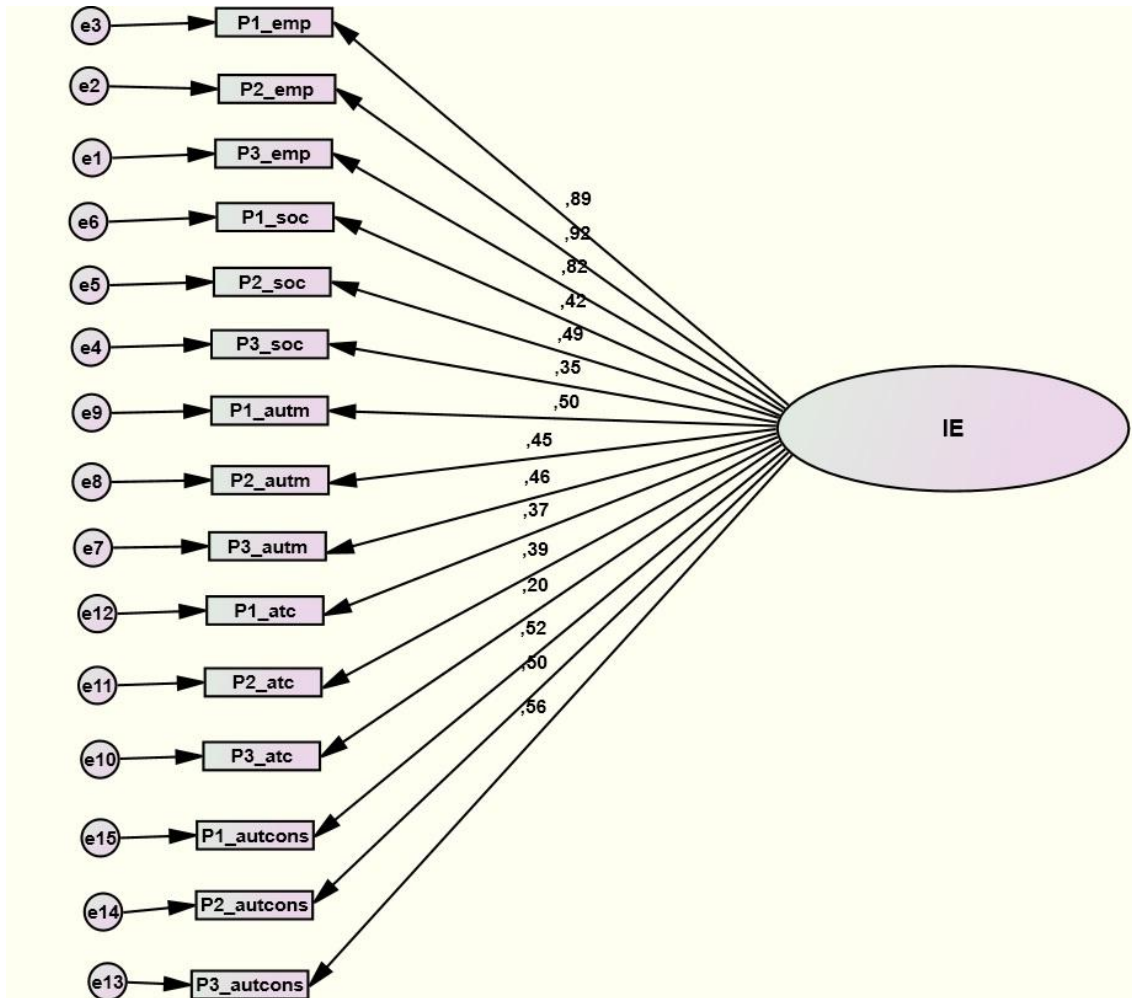 e3 P1_emp
e2 P2_emp
e1 P3_emp
,89
e6 P1_soc
,92
,82
e5 P2_soc
,42
,49
e4 P3_soc
,35
e9 P1_autm
,50
IE
,45
e8 P2_autm
,46
,37
e7 P3_autm
,39
,20
e12 P1_atc
,52
,50
e11 P2_atc
,56
e10 P3_atc
e15 P1_autcons
e14 P2_autcons
e13 P3_autcons